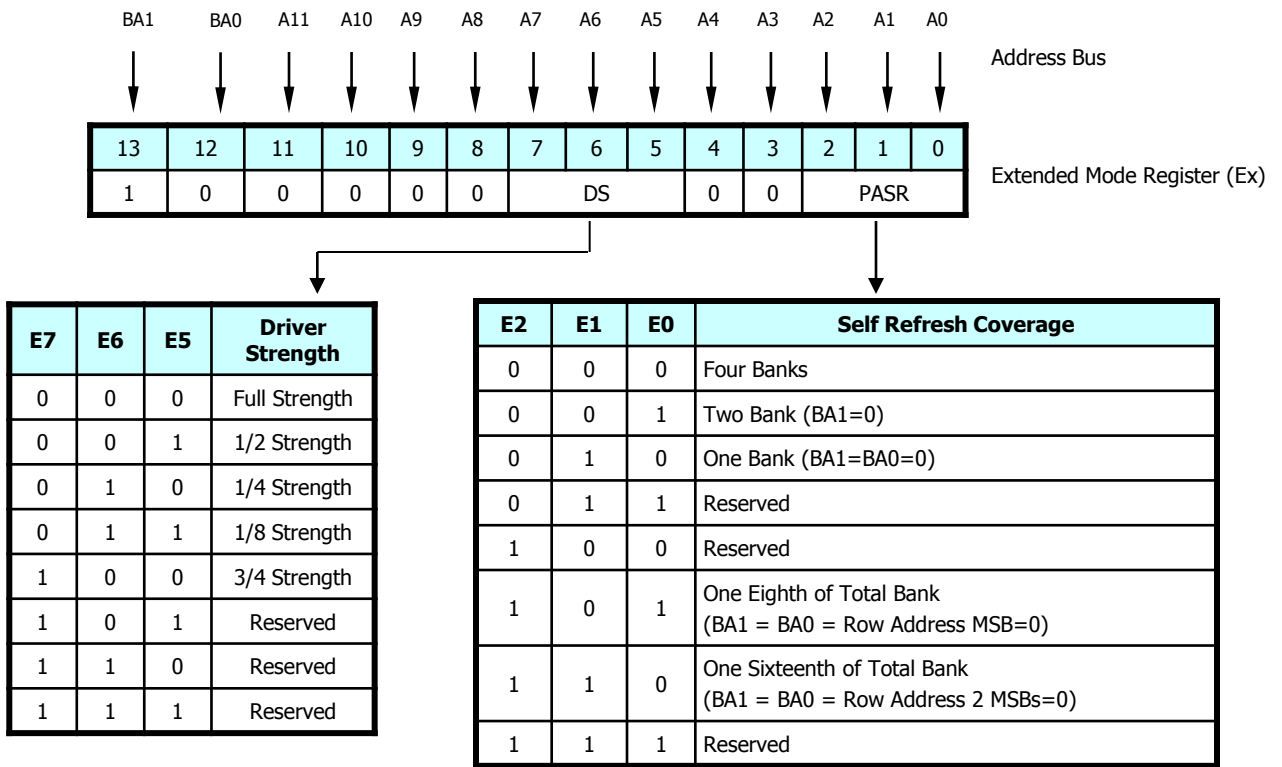 BA1 BA0 A11 A10 A9 A8 A7 A6 A5 A4 A3 A2 A1 A0
Address Bus
13 12 11 10 9 8 7 6 5 4 3 2 1 0
1 0 0 0 0 0 DS 0 0 PASR
Extended Mode Register (Ex)
E7 E6 E5 Driver Strength
0 0 0 Full Strength
0 0 1 1/2 Strength
0 1 0 1/4 Strength
0 1 1 1/8 Strength
1 0 0 3/4 Strength
1 0 1 Reserved
1 1 0 Reserved
1 1 1 Reserved
E2 E1 E0 Self Refresh Coverage
0 0 0 Four Banks
0 0 1 Two Bank (BA1=0)
0 1 0 One Bank (BA1=BA0=0)
0 1 1 Reserved
1 0 0 Reserved
1 0 1 One Eighth of Total Bank
(BA1 = BA0 = Row Address MSB=0)
1 1 0 One Sixteenth of Total Bank
(BA1 = BA0 = Row Address 2 MSBs=0)
1 1 1 Reserved